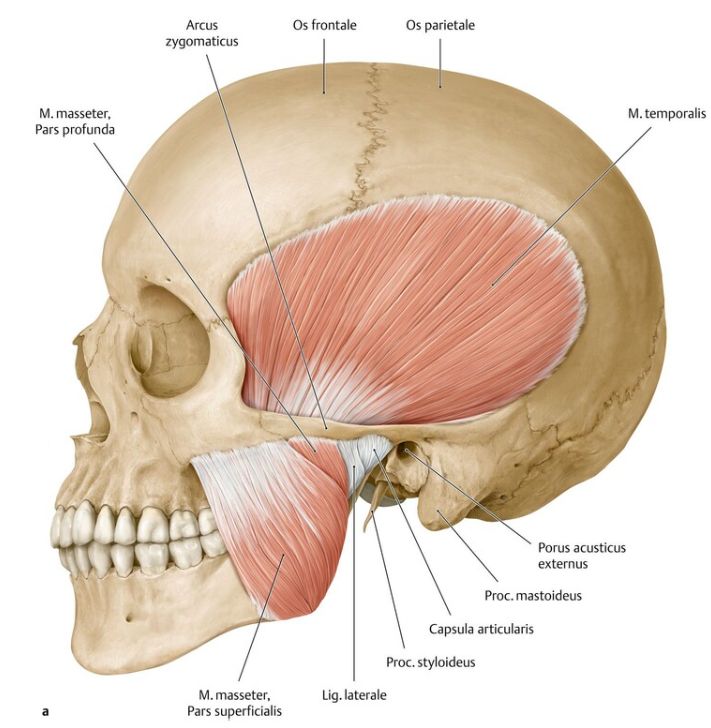 Arcus
zygomaticus
Os frontale
Os parietale
M. masseter,
Pars profunda
M. temporalis
Porus acusticus
externus
Proc. mastoideus
Capsula articularis
Proc. styloideus
M. masseter,
Pars superficialis
Lig. laterale
a